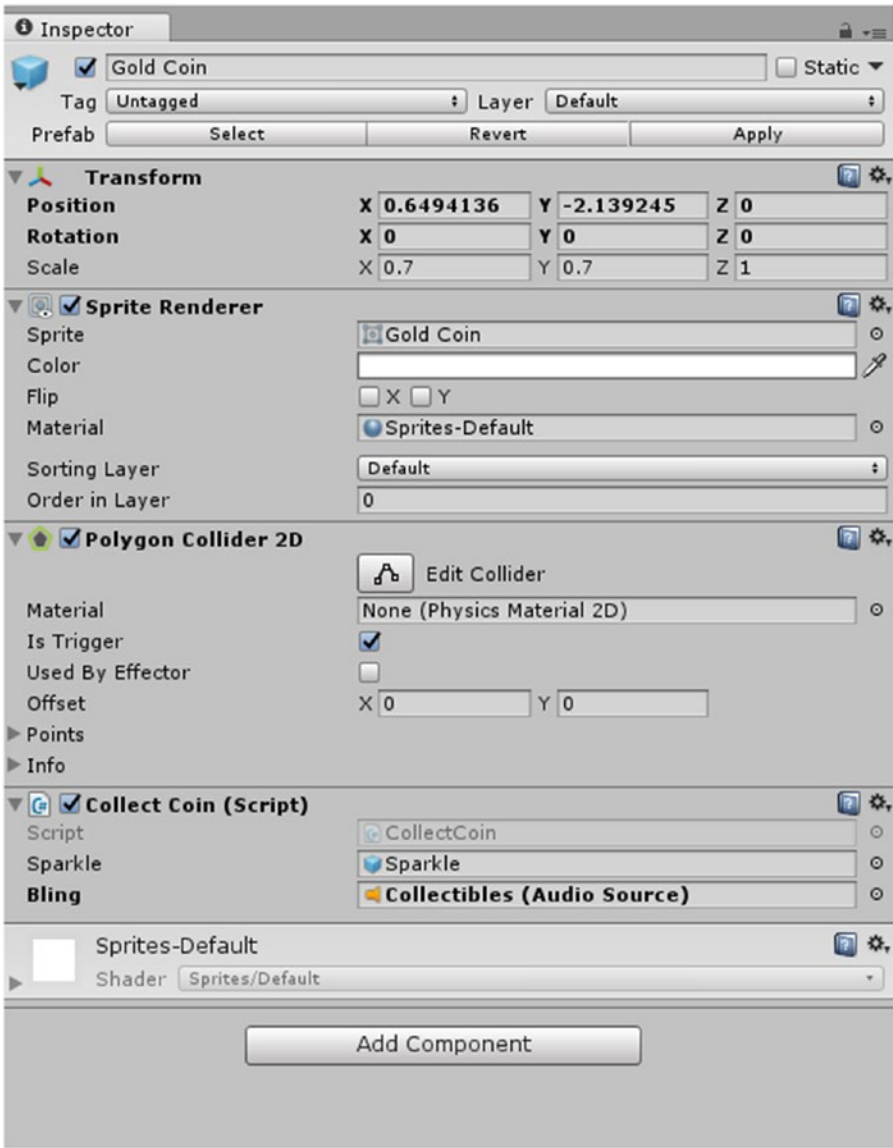 Inspector
Gold Coin Static
Tag Untagged Layer Default
Prefab Select Revert Apply
Transform
Position X 0.6494136 Y -2.139245 Z 0
Rotation X 0 Y 0 Z 0
Scale X 0.7 Y 0.7 Z 1
Sprite Renderer
Sprite Gold Coin
Color
Flip X Y
Material Sprites-Default
Sorting Layer Default
Order in Layer 0
Polygon Collider 2D
Edit Collider
Material None (Physics Material 2D)
Is Trigger
Used By Effector
Offset X 0 Y 0
Points
Info
Collect Coin (Script)
Script CollectCoin
Sparkle Sparkle
Bling Collectibles (Audio Source)
Sprites-Default
Shader Sprites/Default
Add Component